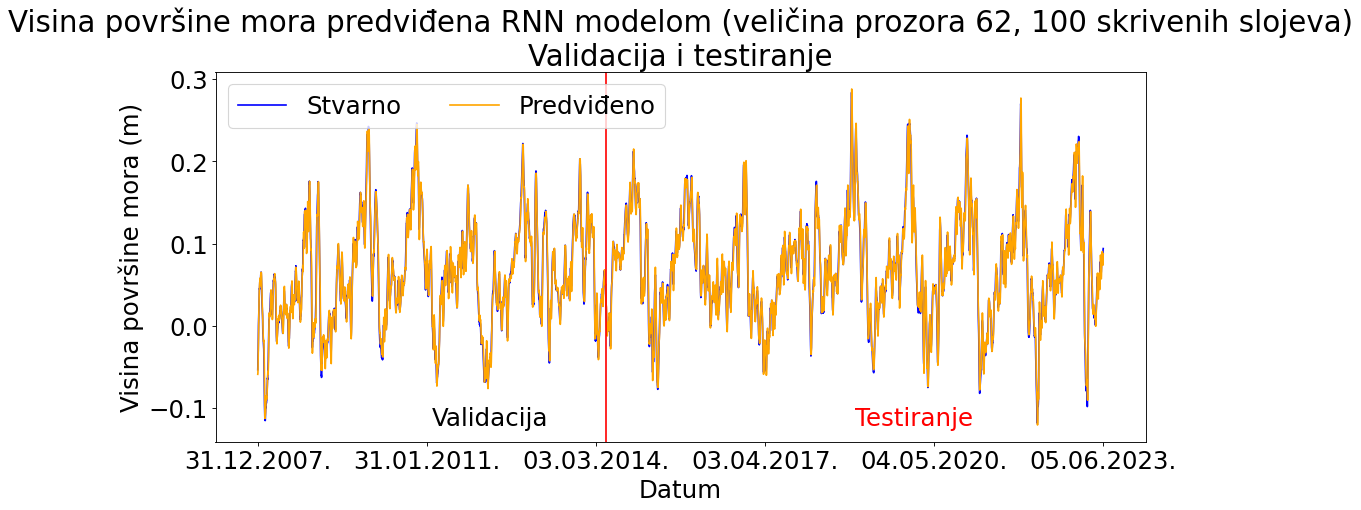 Visina površine mora predviđena RNN modelom (veličina prozora 62, 100 skrivenih slojeva)
Validacija i testiranje
Stvarno Predviđeno
Visina površine mora (m)
0.3
0.2
0.1
0.0
−0.1
Validacija Testiranje
31.12.2007. 31.01.2011. 03.03.2014. 03.04.2017. 04.05.2020. 05.06.2023.
Datum